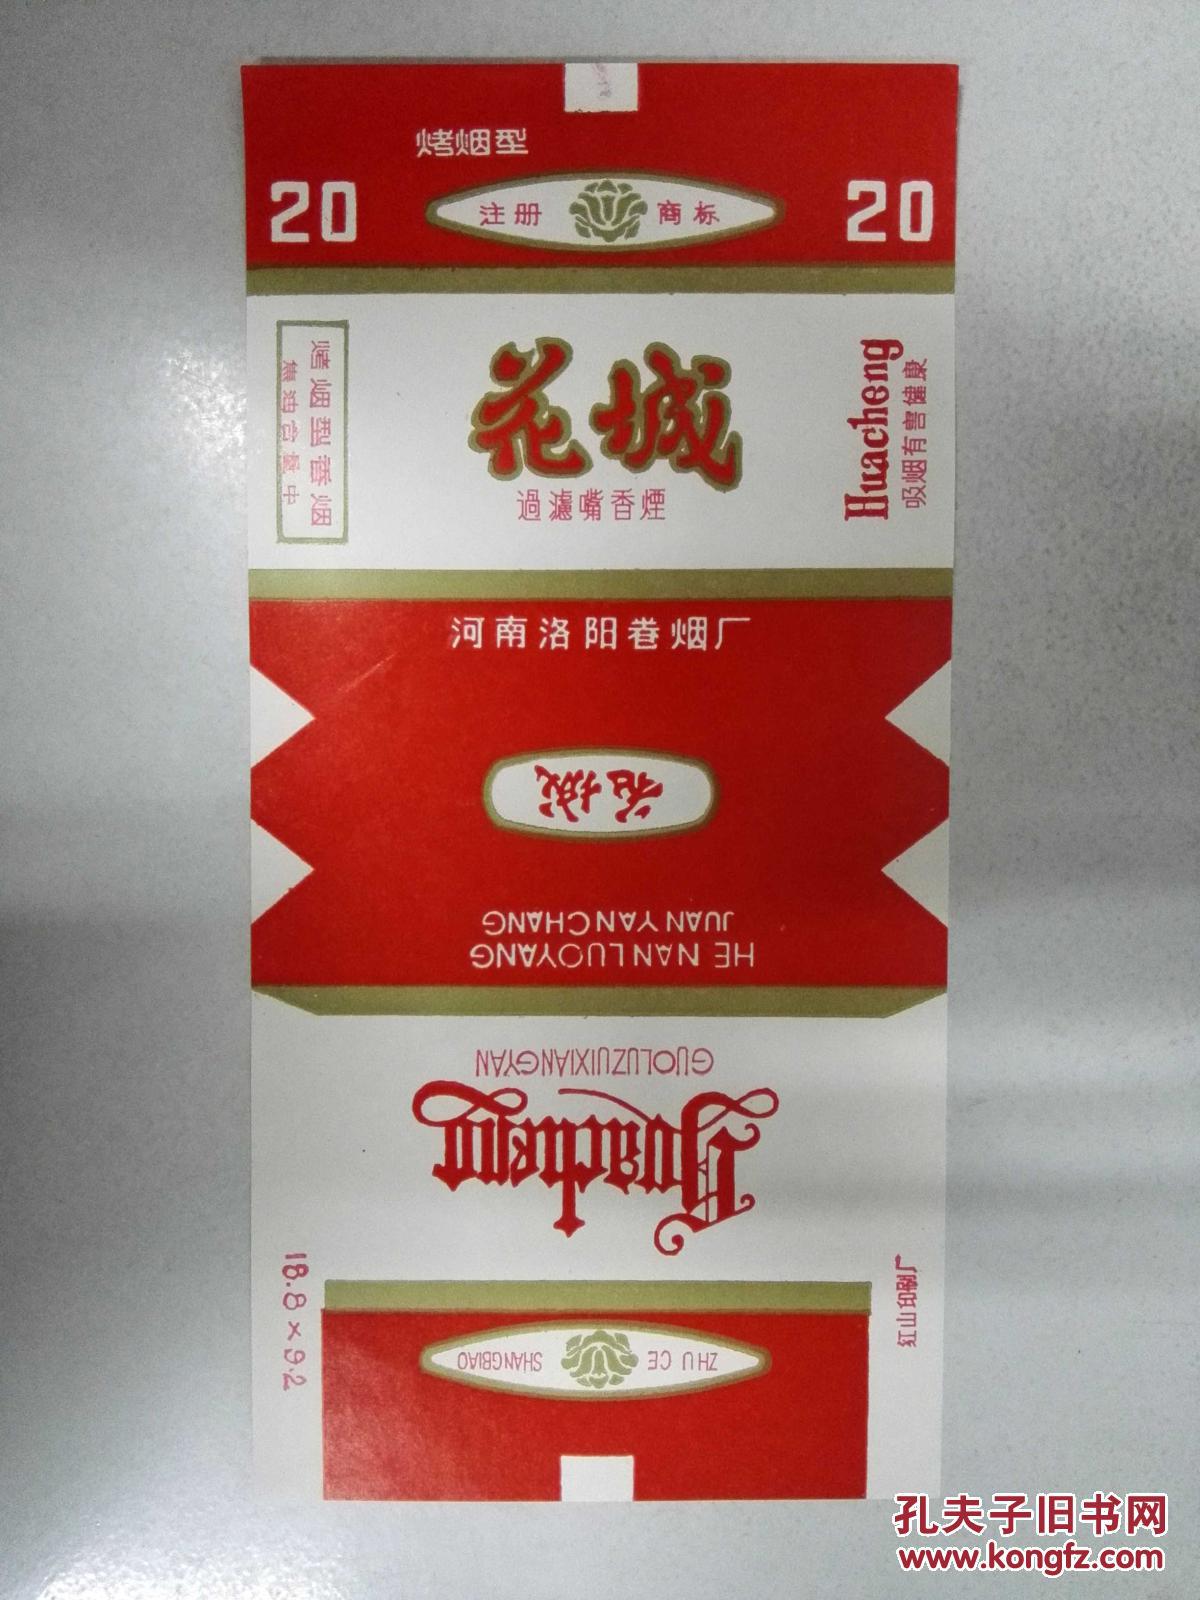 烤烟型
20
注册 商标
20
烤烟型香烟
焦油含量中
花城
過濾嘴香煙
Huacheng
吸烟有害健康
河南洛阳卷烟厂
花城
HE NAN LUOYANG
JUAN YAN CHANG
GUOLUZUIXIANGYAN
Huacheng
18.8×9.2
红山印刷厂
ZHU CE SHANGBIAO
孔夫子旧书网
www.kongfz.com